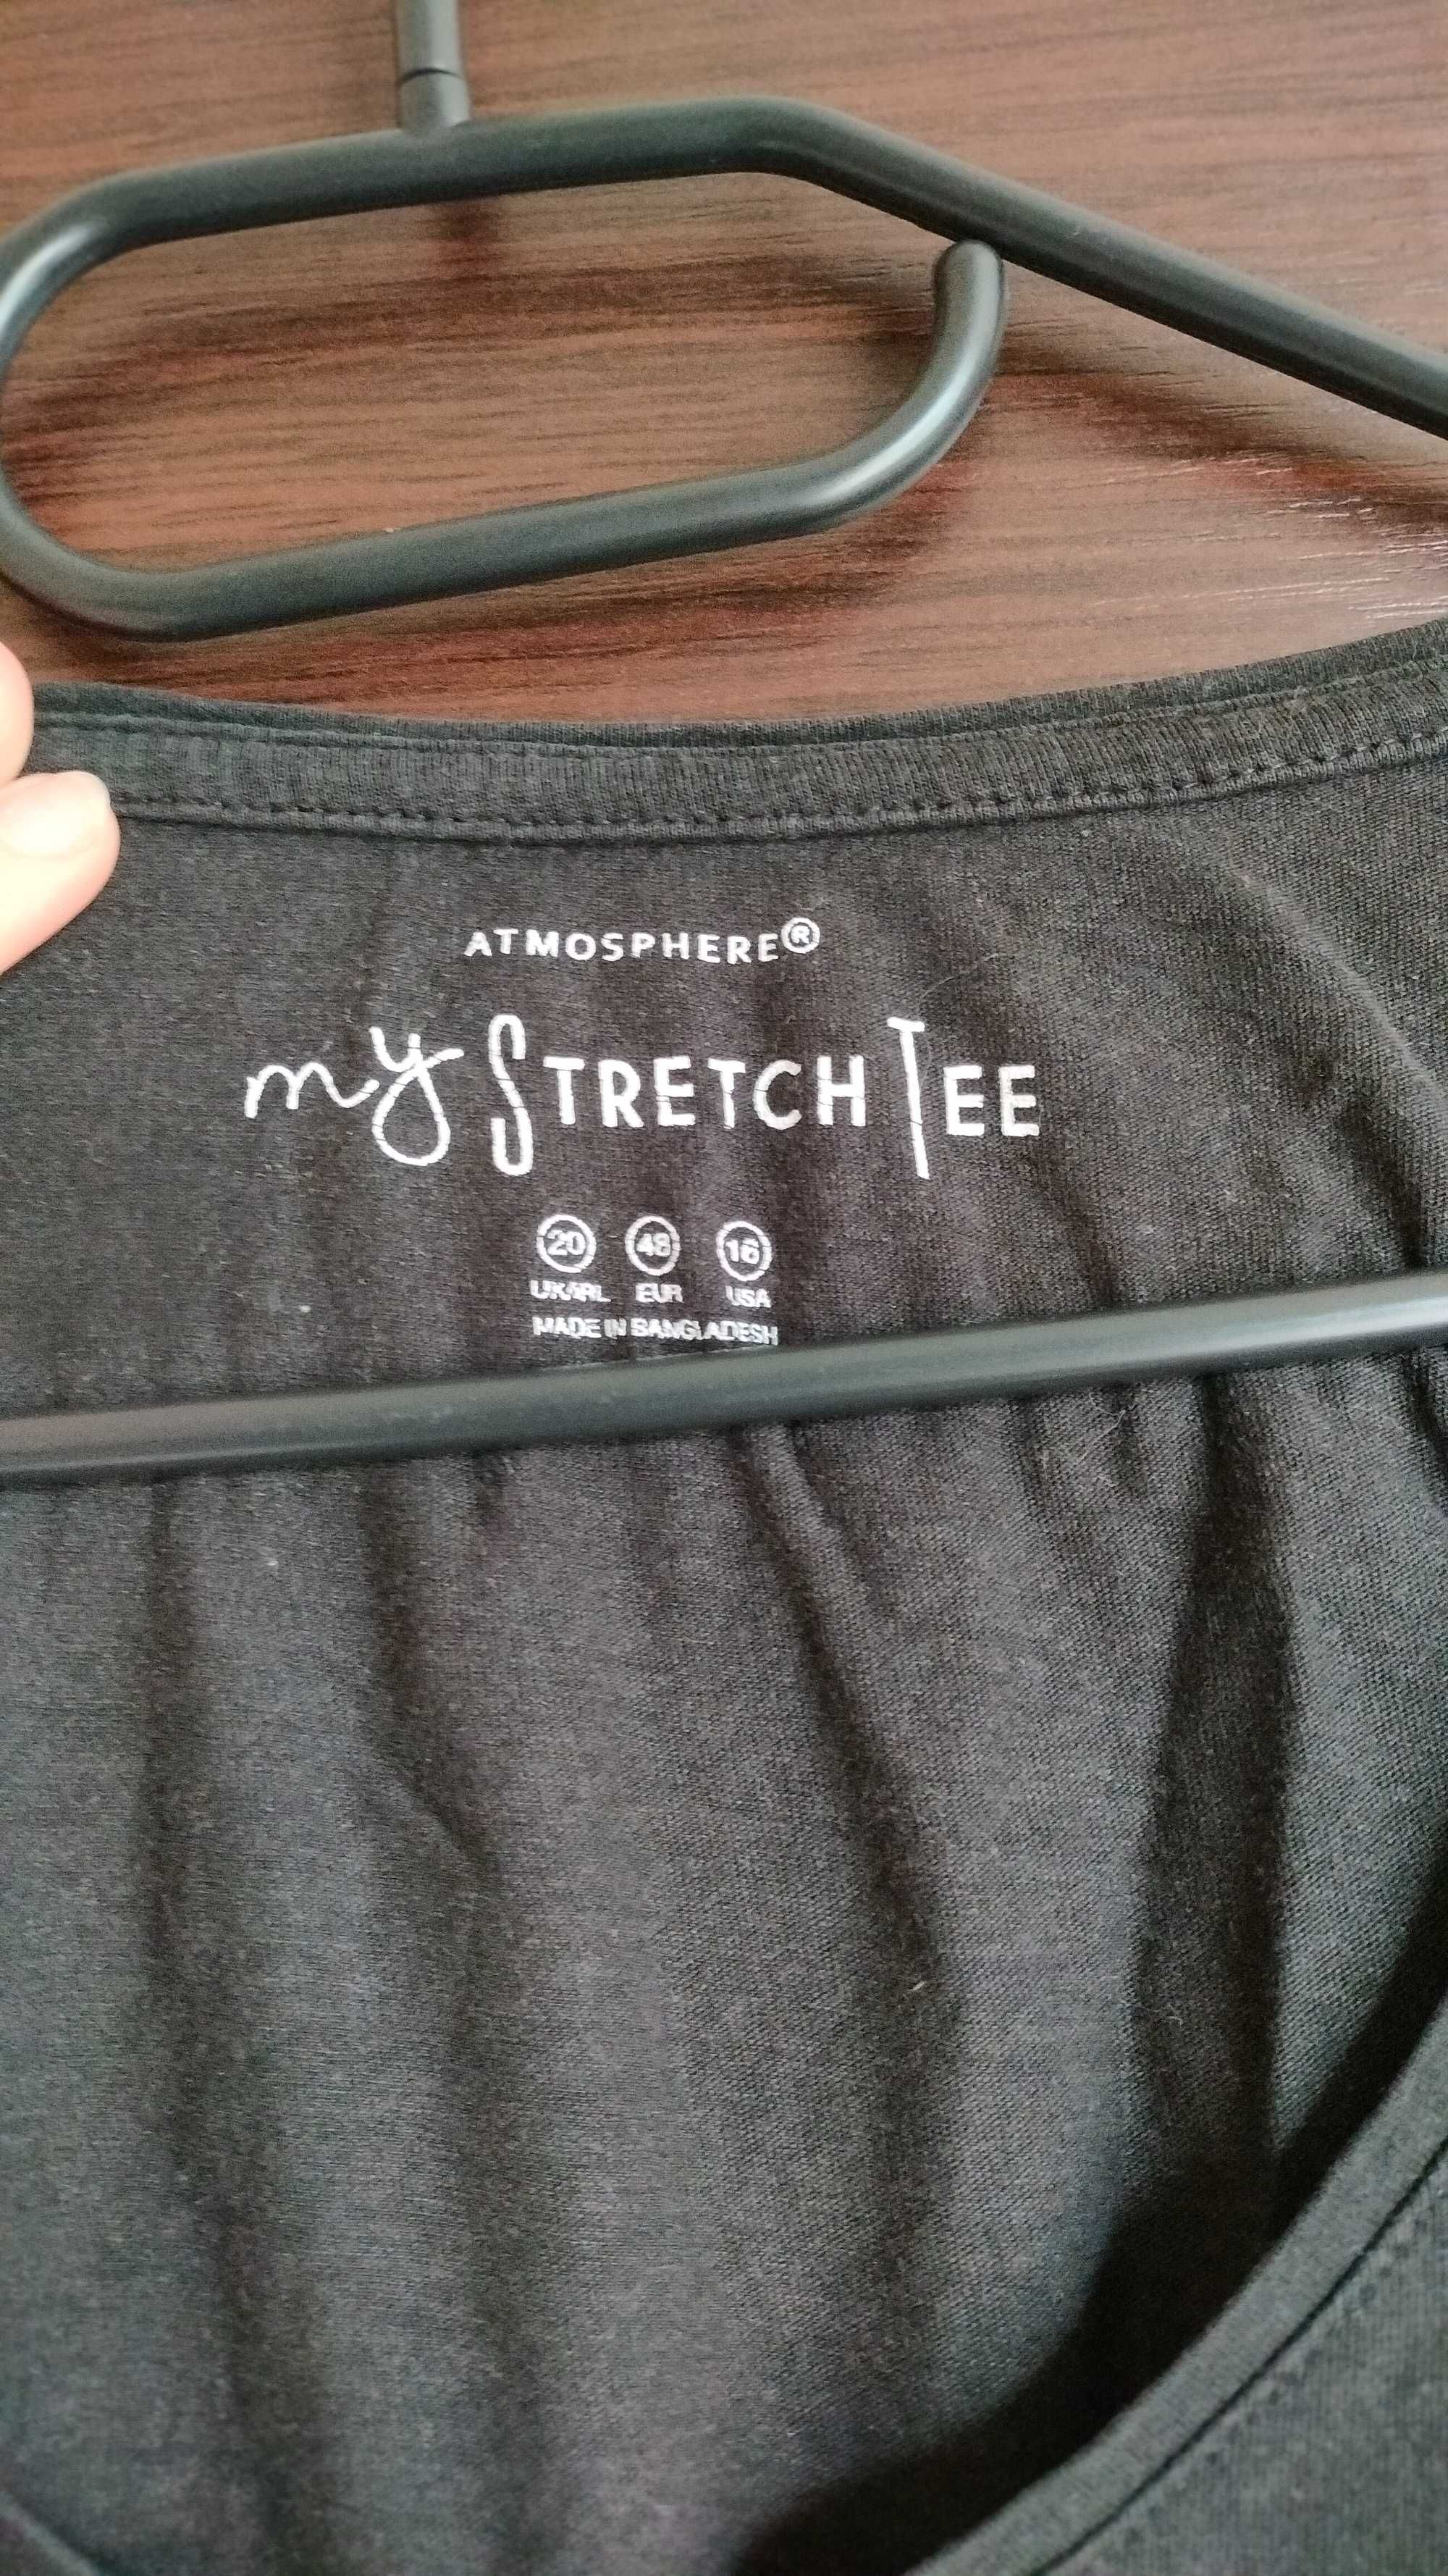 ATMOSPHERE®
my STRETCH TEE
20 48 16
UK/IRL EUR USA
MADE IN BANGLADESH